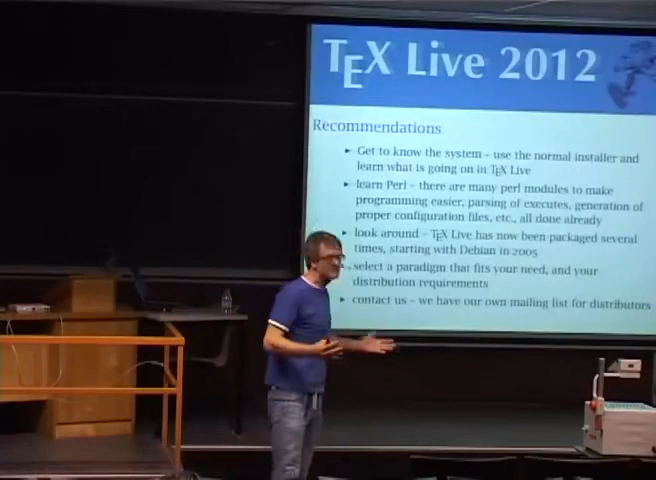 TEX Live 2012
Recommendations
► Get to know the system – use the normal installer and
learn what is going on in TEX Live
► learn Perl – there are many perl modules to make
programming easier, parsing of executes, generation of
proper configuration files, etc., all done already
► look around – TEX Live has now been packaged several
times, starting with Debian in 2005
► select a paradigm that fits your need, and your
distribution requirements
► contact us – we have our own mailing list for distributors